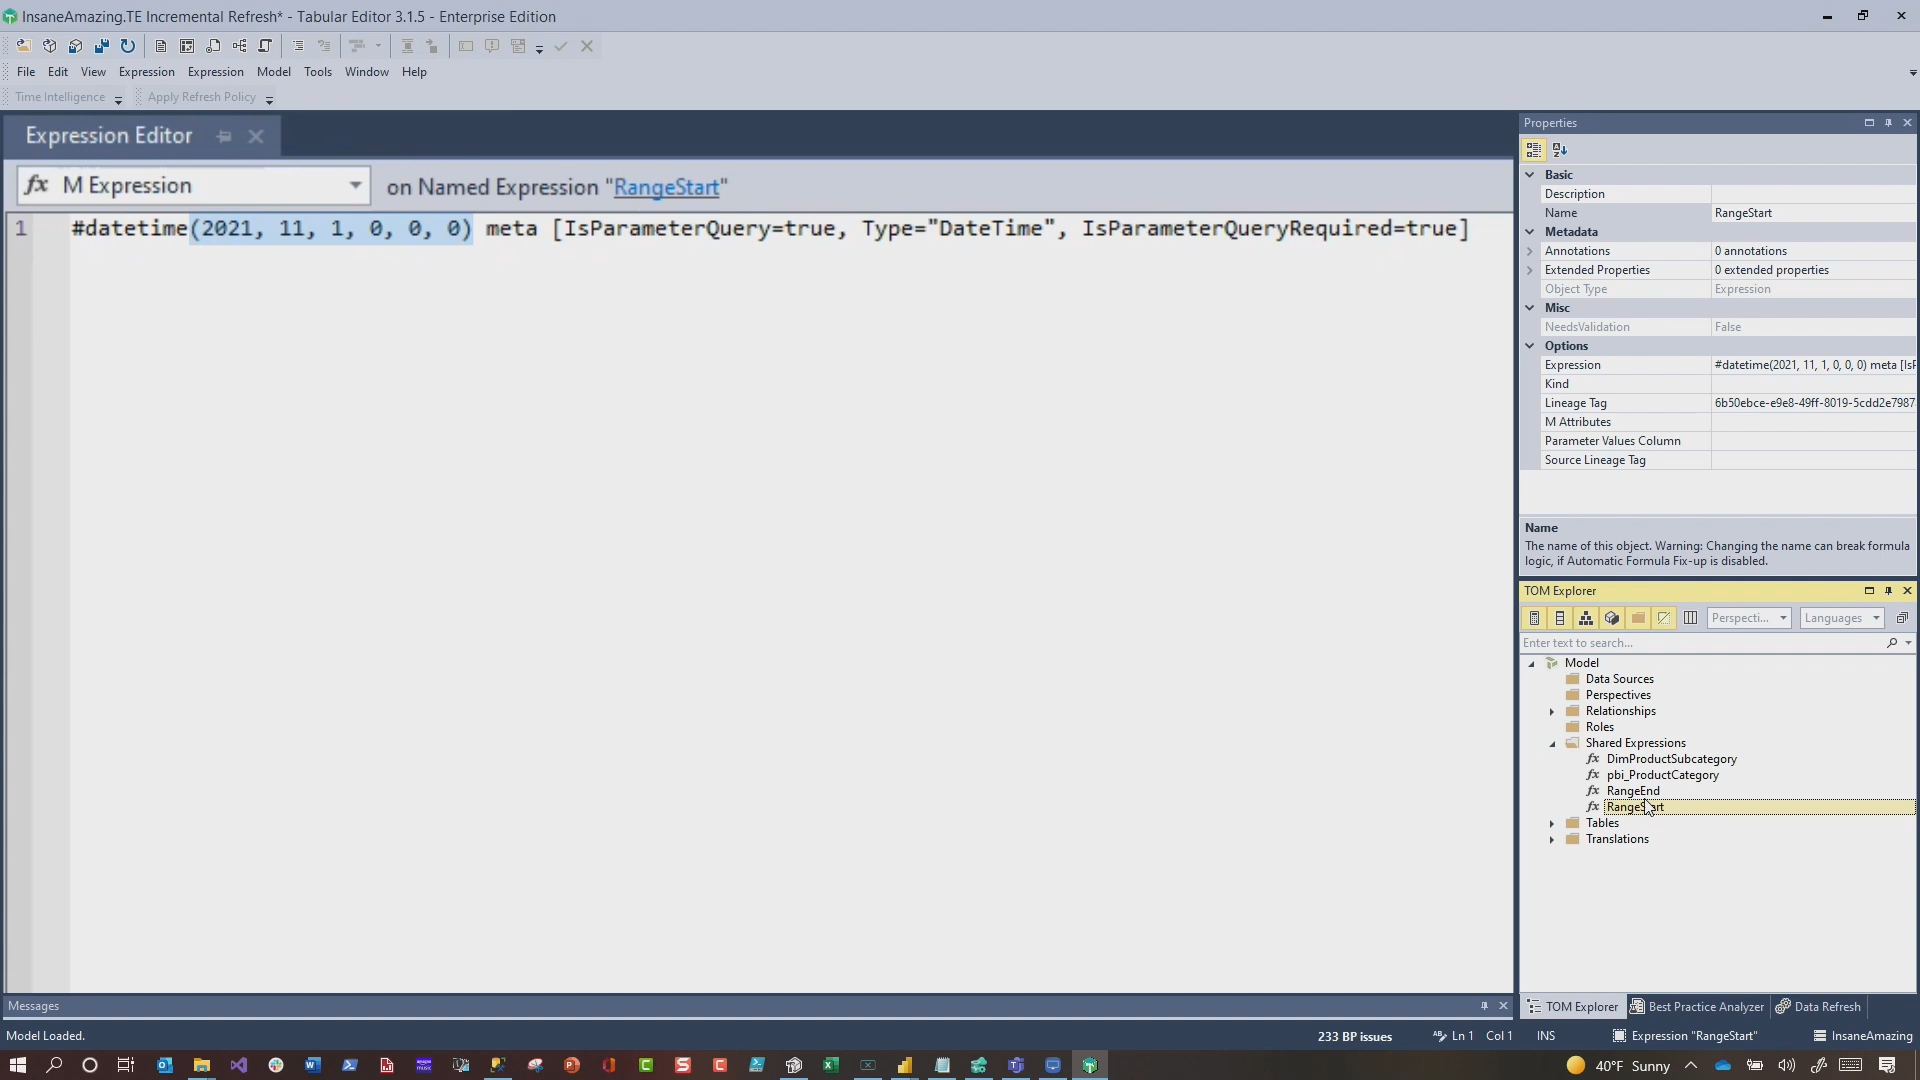 InsaneAmazing.TE Incremental Refresh* - Tabular Editor 3.1.5 - Enterprise Edition
File Edit View Expression Expression Model Tools Window Help
Time Intelligence Apply Refresh Policy
Expression Editor
fx M Expression on Named Expression "RangeStart"
1 #datetime(2021, 11, 1, 0, 0, 0) meta [IsParameterQuery=true, Type="DateTime", IsParameterQueryRequired=true]
Properties
Basic
Description
Name RangeStart
Metadata
Annotations 0 annotations
Extended Properties 0 extended properties
Object Type Expression
Misc
NeedsValidation False
Options
Expression #datetime(2021, 11, 1, 0, 0, 0) meta [IsP
Kind
Lineage Tag 6b50ebce-e9e8-49ff-8019-5cdd2e7987
M Attributes
Parameter Values Column
Source Lineage Tag
Name
The name of this object. Warning: Changing the name can break formula
logic, if Automatic Formula Fix-up is disabled.
TOM Explorer
Perspecti... Languages
Enter text to search...
Model
Data Sources
Perspectives
Relationships
Roles
Shared Expressions
fx DimProductSubcategory
fx pbi_ProductCategory
fx RangeEnd
fx RangeStart
Tables
Translations
Messages
TOM Explorer Best Practice Analyzer Data Refresh
Model Loaded. 233 BP issues Ln 1 Col 1 INS Expression "RangeStart" InsaneAmazing
40°F Sunny